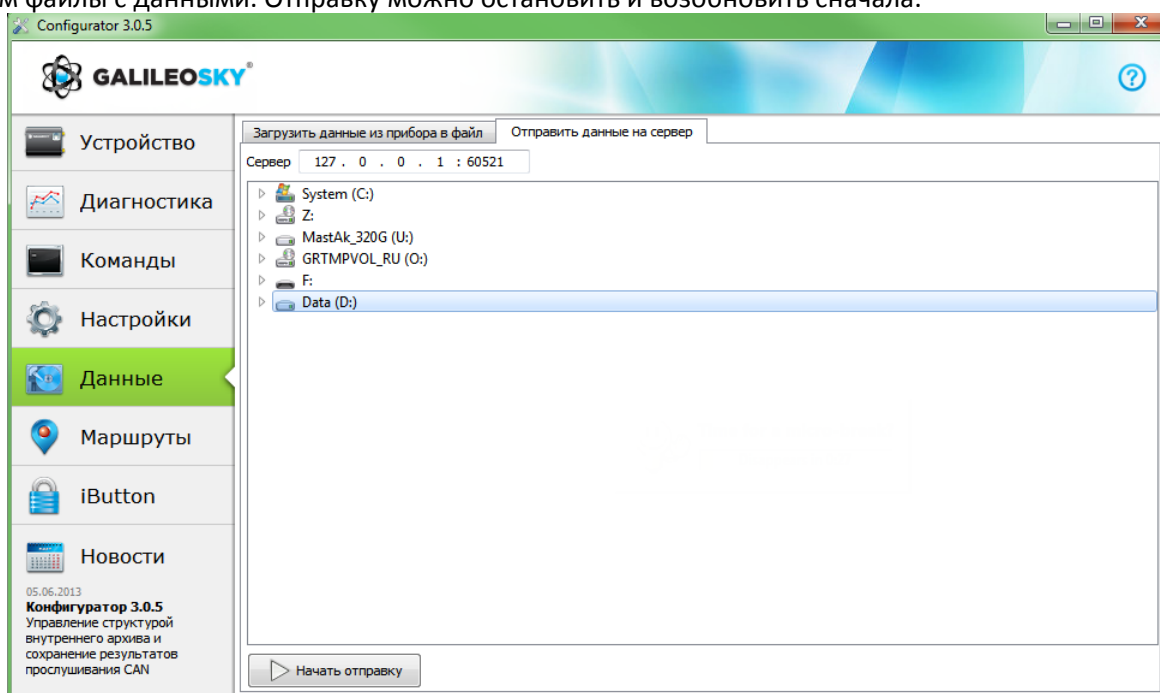 м файлы с данными. Отправку можно остановить и возобновить сначала.
Configurator 3.0.5
GALILEOSKY®
Устройство
Диагностика
Команды
Настройки
Данные
Маршруты
iButton
Новости
05.06.2013
Конфигуратор 3.0.5
Управление структурой
внутреннего архива и
сохранение результатов
прослушивания CAN
Загрузить данные из прибора в файл
Отправить данные на сервер
Сервер 127 . 0 . 0 . 1 : 60521
System (C:)
Z:
MastAk_320G (U:)
GRTMPVOL_RU (O:)
F:
Data (D:)
Начать отправку